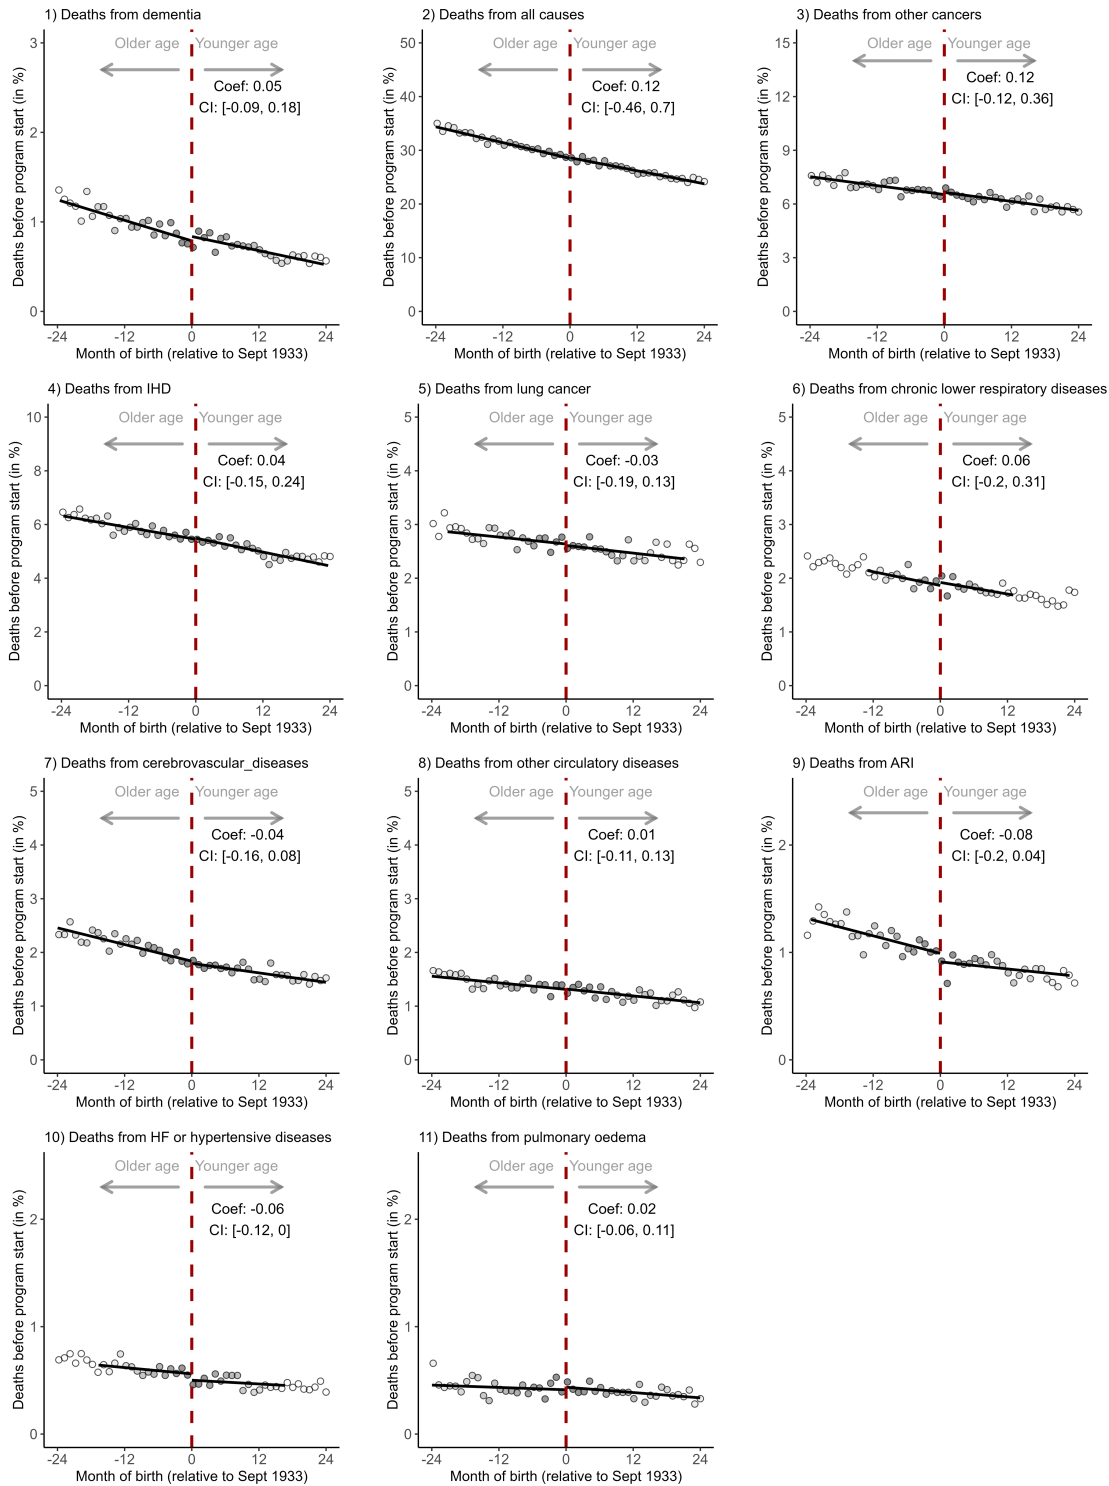 1) Deaths from dementia
Older age
Younger age
Coef: 0.05
CI: [-0.09, 0.18]
Deaths before program start (in %)
3
2
1
0
-24
-12
0
12
24
Month of birth (relative to Sept 1933)
2) Deaths from all causes
Older age
Younger age
Coef: 0.12
CI: [-0.46, 0.7]
Deaths before program start (in %)
50
40
30
20
10
0
-24
-12
0
12
24
Month of birth (relative to Sept 1933)
3) Deaths from other cancers
Older age
Younger age
Coef: 0.12
CI: [-0.12, 0.36]
Deaths before program start (in %)
15
12
9
6
3
0
-24
-12
0
12
24
Month of birth (relative to Sept 1933)
4) Deaths from IHD
Older age
Younger age
Coef: 0.04
CI: [-0.15, 0.24]
Deaths before program start (in %)
10
8
6
4
2
0
-24
-12
0
12
24
Month of birth (relative to Sept 1933)
5) Deaths from lung cancer
Older age
Younger age
Coef: -0.03
CI: [-0.19, 0.13]
Deaths before program start (in %)
5
4
3
2
1
0
-24
-12
0
12
24
Month of birth (relative to Sept 1933)
6) Deaths from chronic lower respiratory diseases
Older age
Younger age
Coef: 0.06
CI: [-0.2, 0.31]
Deaths before program start (in %)
5
4
3
2
1
0
-24
-12
0
12
24
Month of birth (relative to Sept 1933)
7) Deaths from cerebrovascular_diseases
Older age
Younger age
Coef: -0.04
CI: [-0.16, 0.08]
Deaths before program start (in %)
5
4
3
2
1
0
-24
-12
0
12
24
Month of birth (relative to Sept 1933)
8) Deaths from other circulatory diseases
Older age
Younger age
Coef: 0.01
CI: [-0.11, 0.13]
Deaths before program start (in %)
5
4
3
2
1
0
-24
-12
0
12
24
Month of birth (relative to Sept 1933)
9) Deaths from ARI
Older age
Younger age
Coef: -0.08
CI: [-0.2, 0.04]
Deaths before program start (in %)
2
1
0
-24
-12
0
12
24
Month of birth (relative to Sept 1933)
10) Deaths from HF or hypertensive diseases
Older age
Younger age
Coef: -0.06
CI: [-0.12, 0]
Deaths before program start (in %)
2
1
0
-24
-12
0
12
24
Month of birth (relative to Sept 1933)
11) Deaths from pulmonary oedema
Older age
Younger age
Coef: 0.02
CI: [-0.06, 0.11]
Deaths before program start (in %)
2
1
0
-24
-12
0
12
24
Month of birth (relative to Sept 1933)